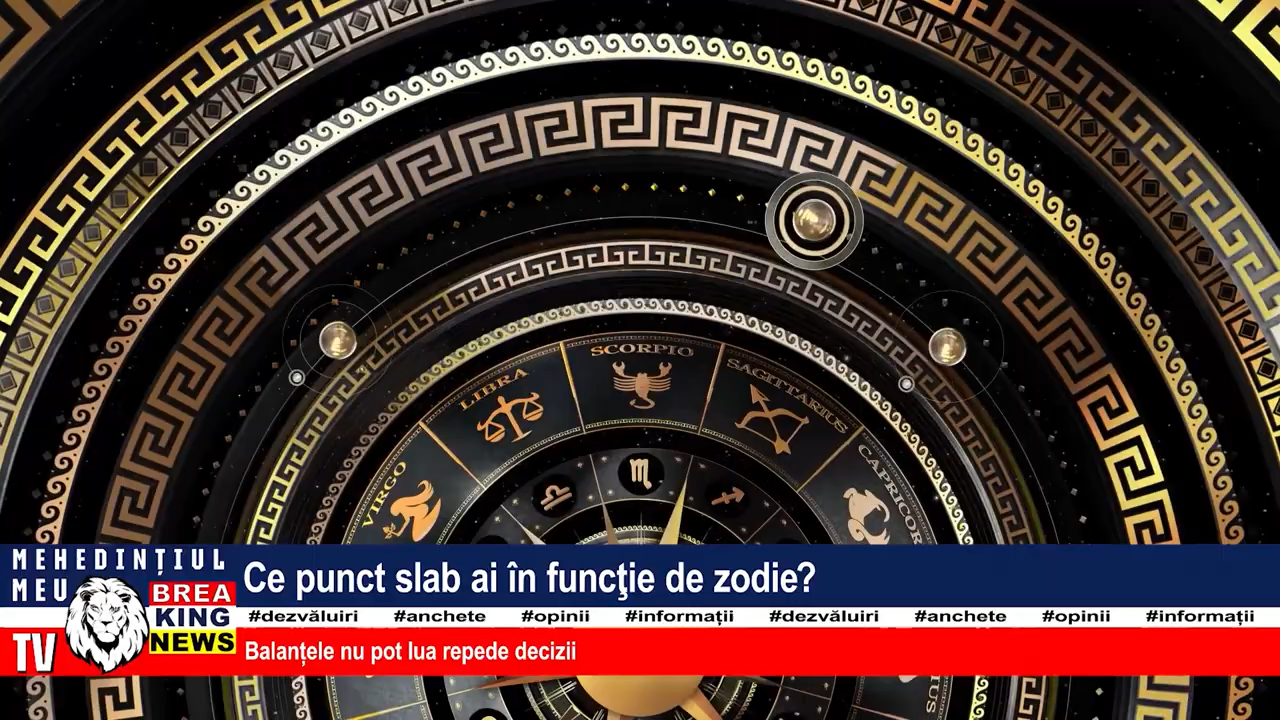 SCORPIO
LIBRA
SAGITTARIUS
VIRGO
CAPRICOR
MEHEDINȚIUL
MEU
TV
BREA
KING
NEWS
Ce punct slab ai în funcţie de zodie?
#dezvăluiri #anchete #opinii #informații #dezvăluiri #anchete #opinii #informații
Balanțele nu pot lua repede decizii